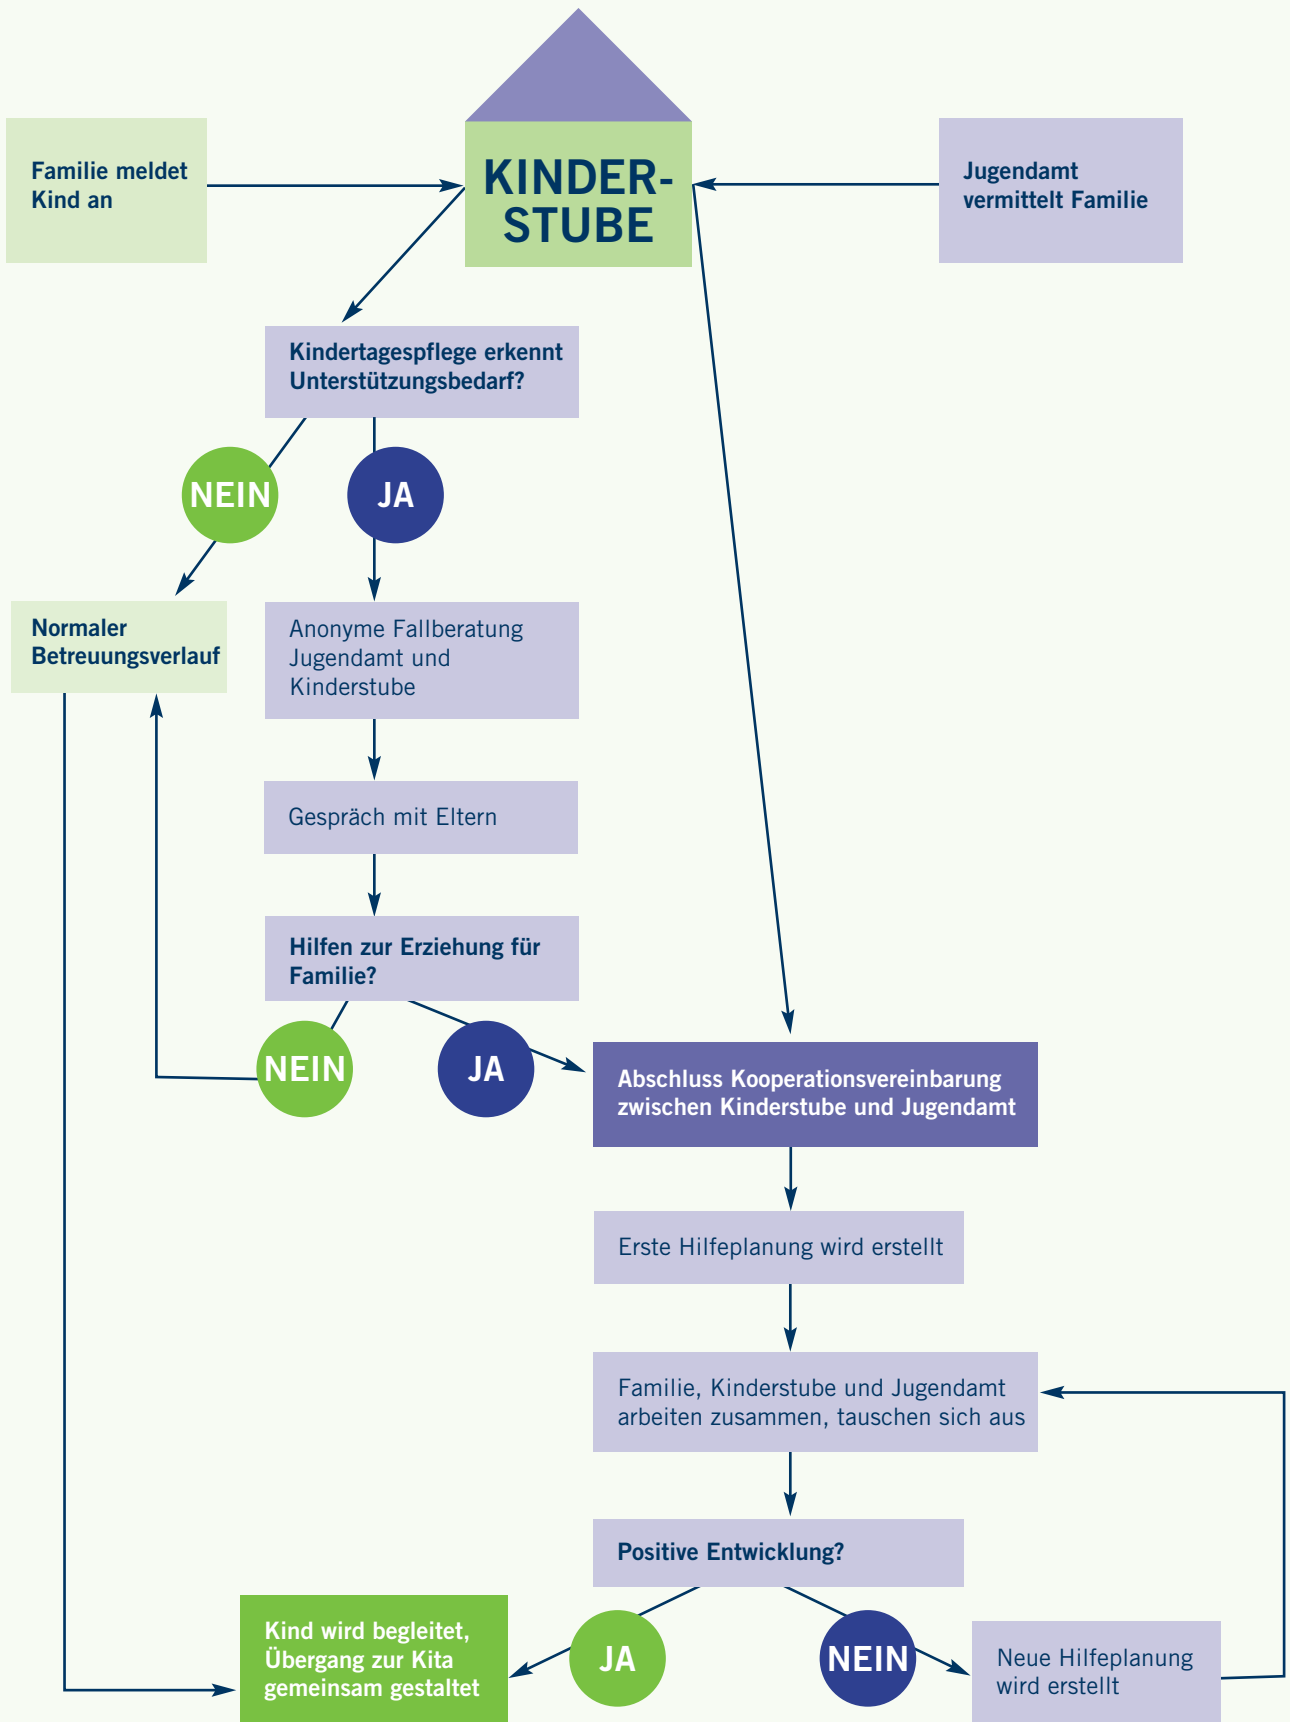 Familie meldet
Kind an
KINDER-
STUBE
Jugendamt
vermittelt Familie
Kindertagespflege erkennt
Unterstützungsbedarf?
NEIN
JA
Normaler
Betreuungsverlauf
Anonyme Fallberatung
Jugendamt und
Kinderstube
Gespräch mit Eltern
Hilfen zur Erziehung für
Familie?
NEIN
JA
Abschluss Kooperationsvereinbarung
zwischen Kinderstube und Jugendamt
Erste Hilfeplanung wird erstellt
Familie, Kinderstube und Jugendamt
arbeiten zusammen, tauschen sich aus
Positive Entwicklung?
Kind wird begleitet,
Übergang zur Kita
gemeinsam gestaltet
JA
NEIN
Neue Hilfeplanung
wird erstellt